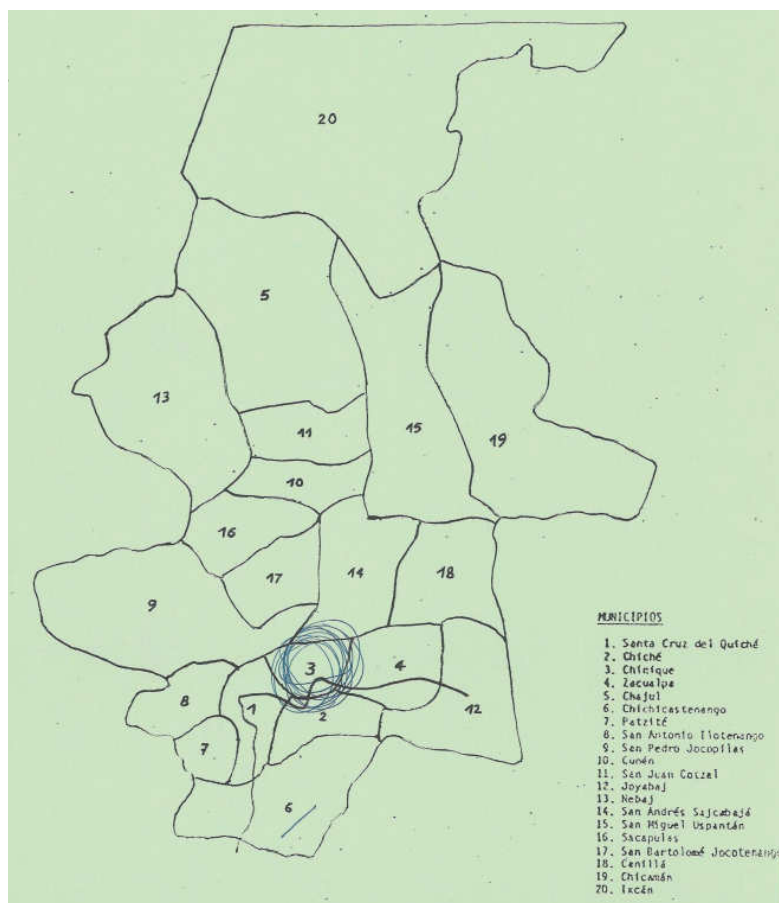 20
5
13
11
15
19
10
16
17
14
18
9
3
4
8
1
2
12
7
6
MUNICIPIOS
1. Santa Cruz del Quiché
2. Chiché
3. Chinique
4. Zacualpa
5. Chajul
6. Chichicastenango
7. Patzité
8. San Antonio Ilotenango
9. San Pedro Jocopilas
10. Cunén
11. San Juan Cotzal
12. Joyabaj
13. Nebaj
14. San Andrés Sajcabajá
15. San Miguel Uspantán
16. Sacapulas
17. San Bartolomé Jocotenango
18. Canillá
19. Chicamán
20. Ixcán